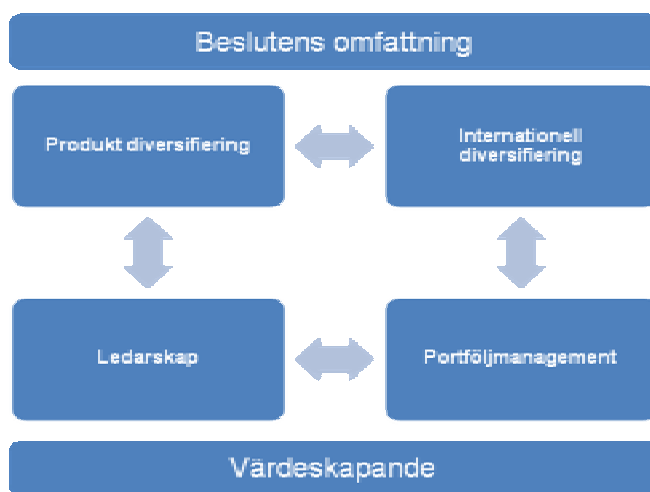 Beslutens omfattning
Produkt diversifiering
Internationell
diversifiering
Ledarskap
Portföljmanagement
Värdeskapande